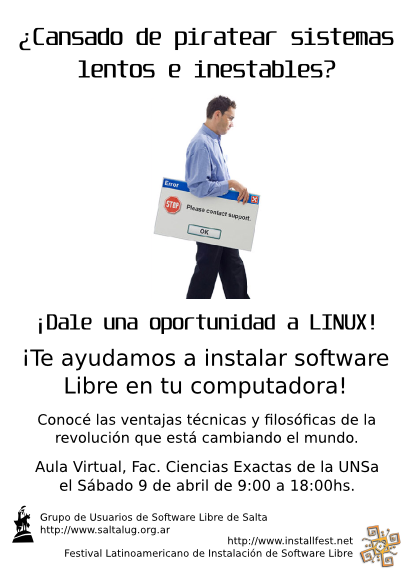 ¿Cansado de piratear sistemas
lentos e inestables?
Error
STOP
Please contact support.
OK
¡Dale una oportunidad a LINUX!
¡Te ayudamos a instalar software
Libre en tu computadora!
Conocé las ventajas técnicas y filosóficas de la
revolución que está cambiando el mundo.
Aula Virtual, Fac. Ciencias Exactas de la UNSa
el Sábado 9 de abril de 9:00 a 18:00hs.
Grupo de Usuarios de Software Libre de Salta
http://www.saltalug.org.ar
http://www.installfest.net
Festival Latinoamericano de Instalación de Software Libre